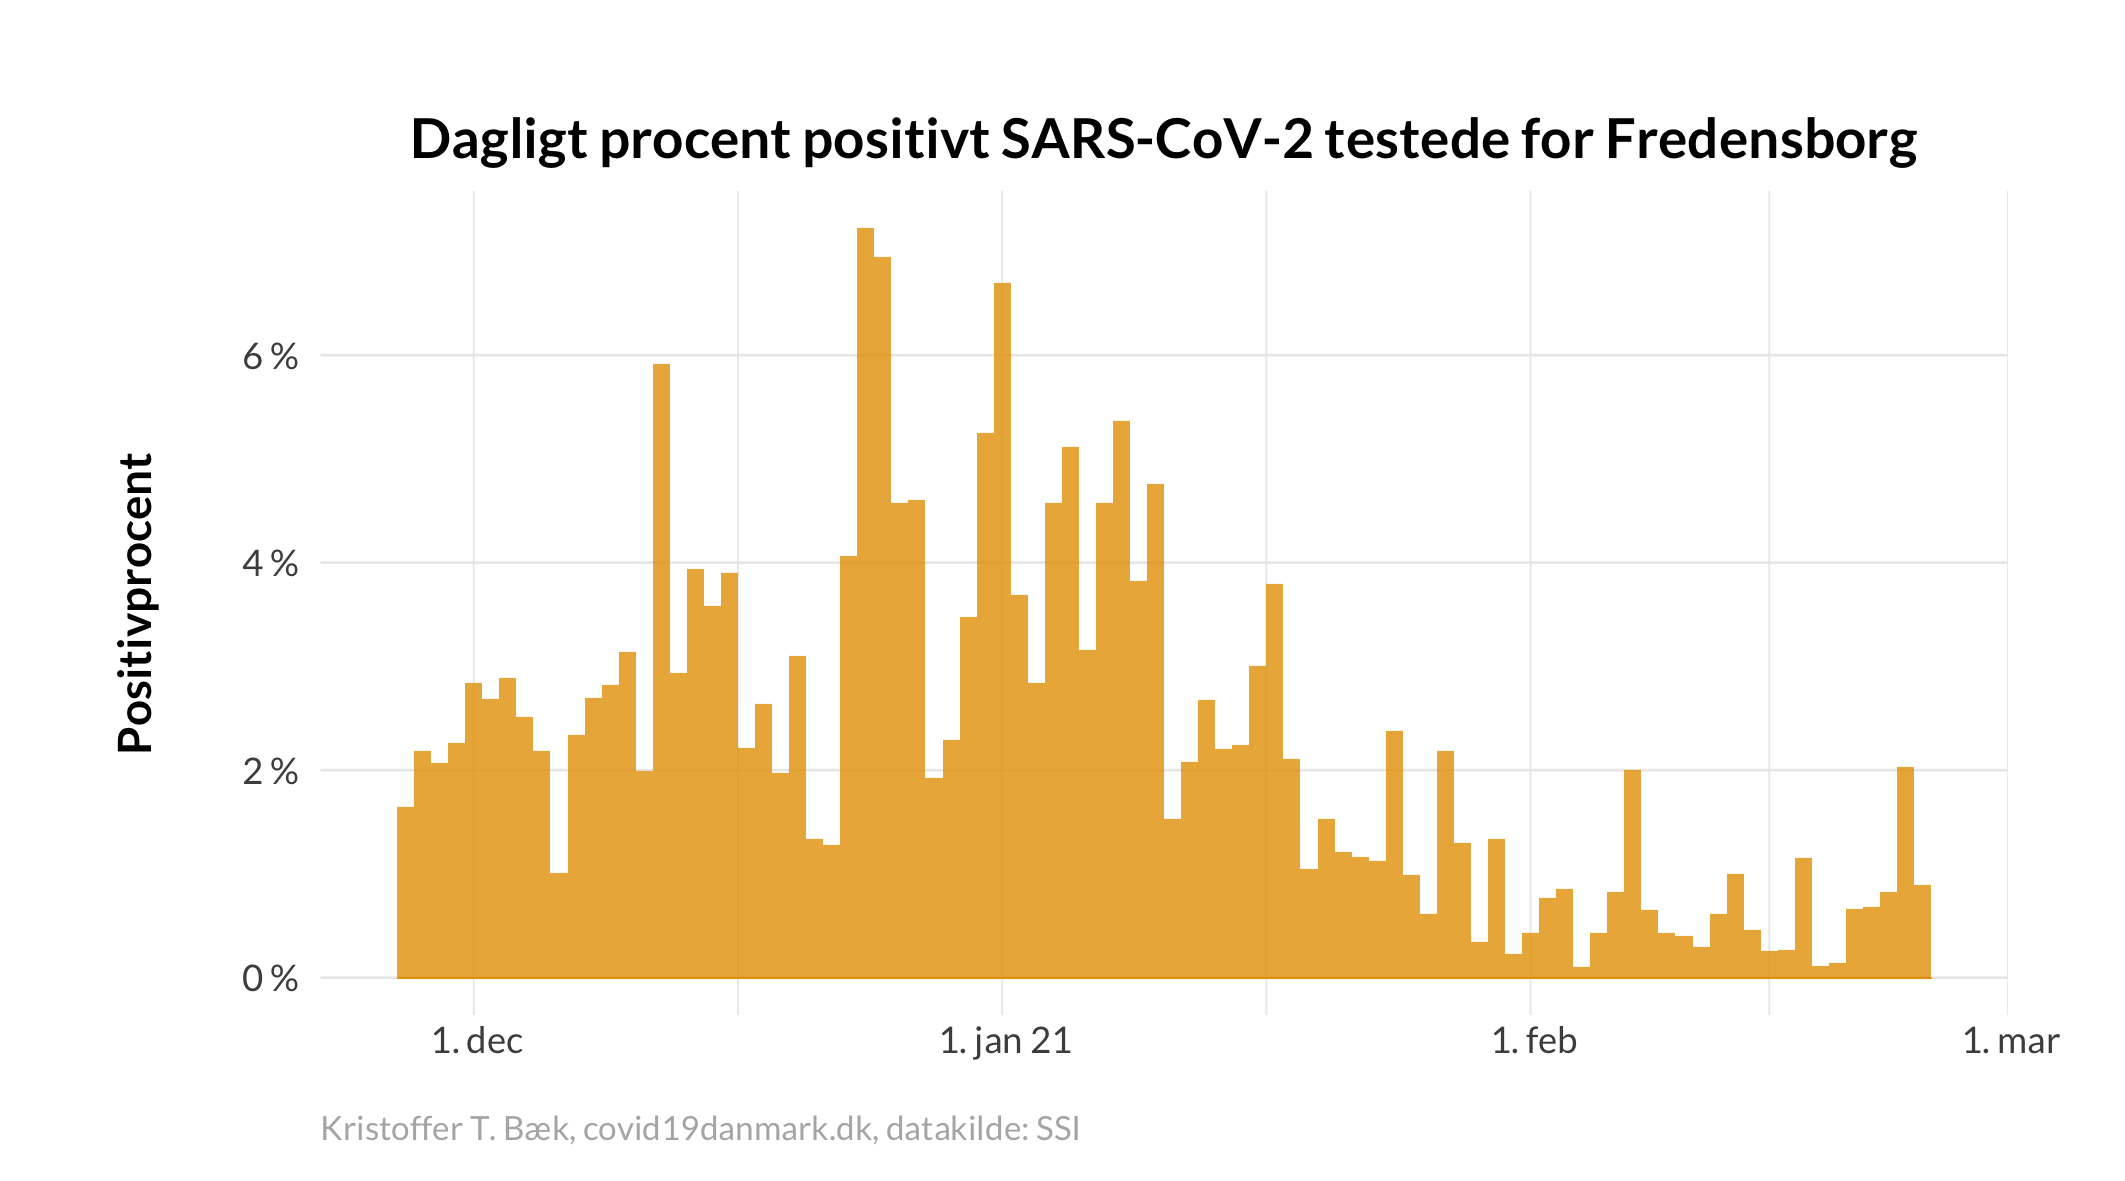 Dagligt procent positivt SARS-CoV-2 testede for Fredensborg
Positivprocent
6 %
4 %
2 %
0 %
1. dec
1. jan 21
1. feb
1. mar
Kristoffer T. Bæk, covid19danmark.dk, datakilde: SSI